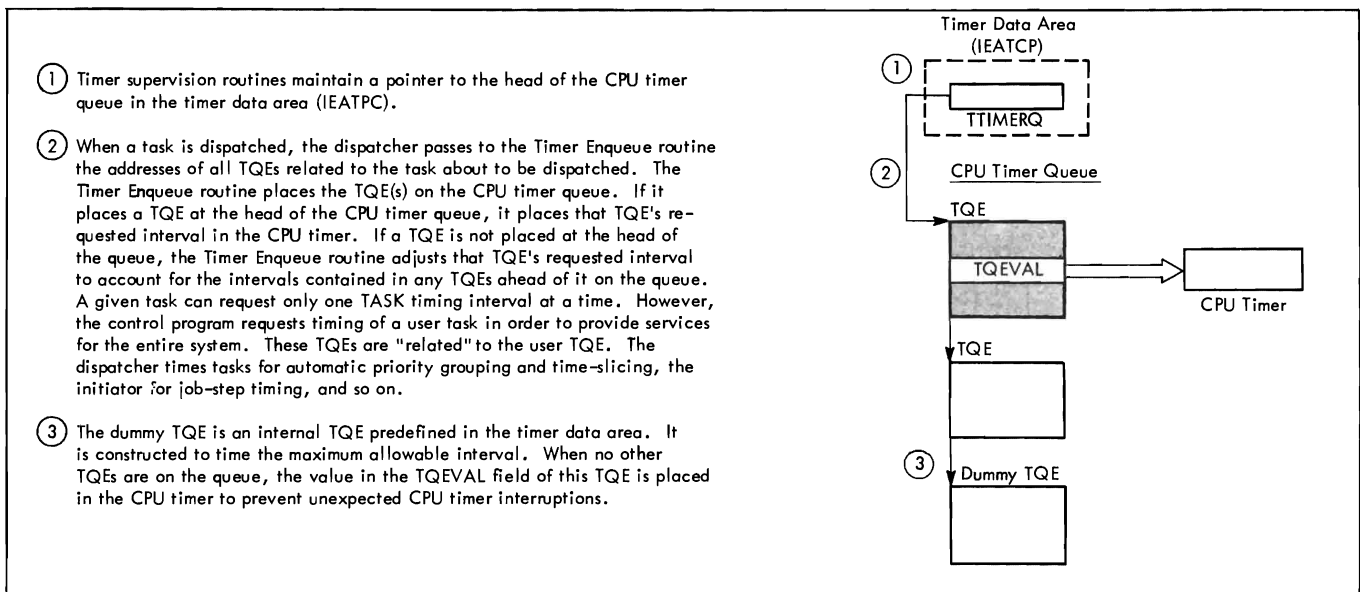 ① Timer supervision routines maintain a pointer to the head of the CPU timer
queue in the timer data area (IEATPC).
② When a task is dispatched, the dispatcher passes to the Timer Enqueue routine
the addresses of all TQEs related to the task about to be dispatched. The
Timer Enqueue routine places the TQE(s) on the CPU timer queue. If it
places a TQE at the head of the CPU timer queue, it places that TQE's re-
quested interval in the CPU timer. If a TQE is not placed at the head of
the queue, the Timer Enqueue routine adjusts that TQE's requested interval
to account for the intervals contained in any TQEs ahead of it on the queue.
A given task can request only one TASK timing interval at a time. However,
the control program requests timing of a user task in order to provide services
for the entire system. These TQEs are "related" to the user TQE. The
dispatcher times tasks for automatic priority grouping and time-slicing, the
initiator for job-step timing, and so on.
③ The dummy TQE is an internal TQE predefined in the timer data area. It
is constructed to time the maximum allowable interval. When no other
TQEs are on the queue, the value in the TQEVAL field of this TQE is placed
in the CPU timer to prevent unexpected CPU timer interruptions.
Timer Data Area
(IEATCP)
①
TTIMERQ
②
CPU Timer Queue
TQE
TQEVAL
CPU Timer
TQE
③
Dummy TQE